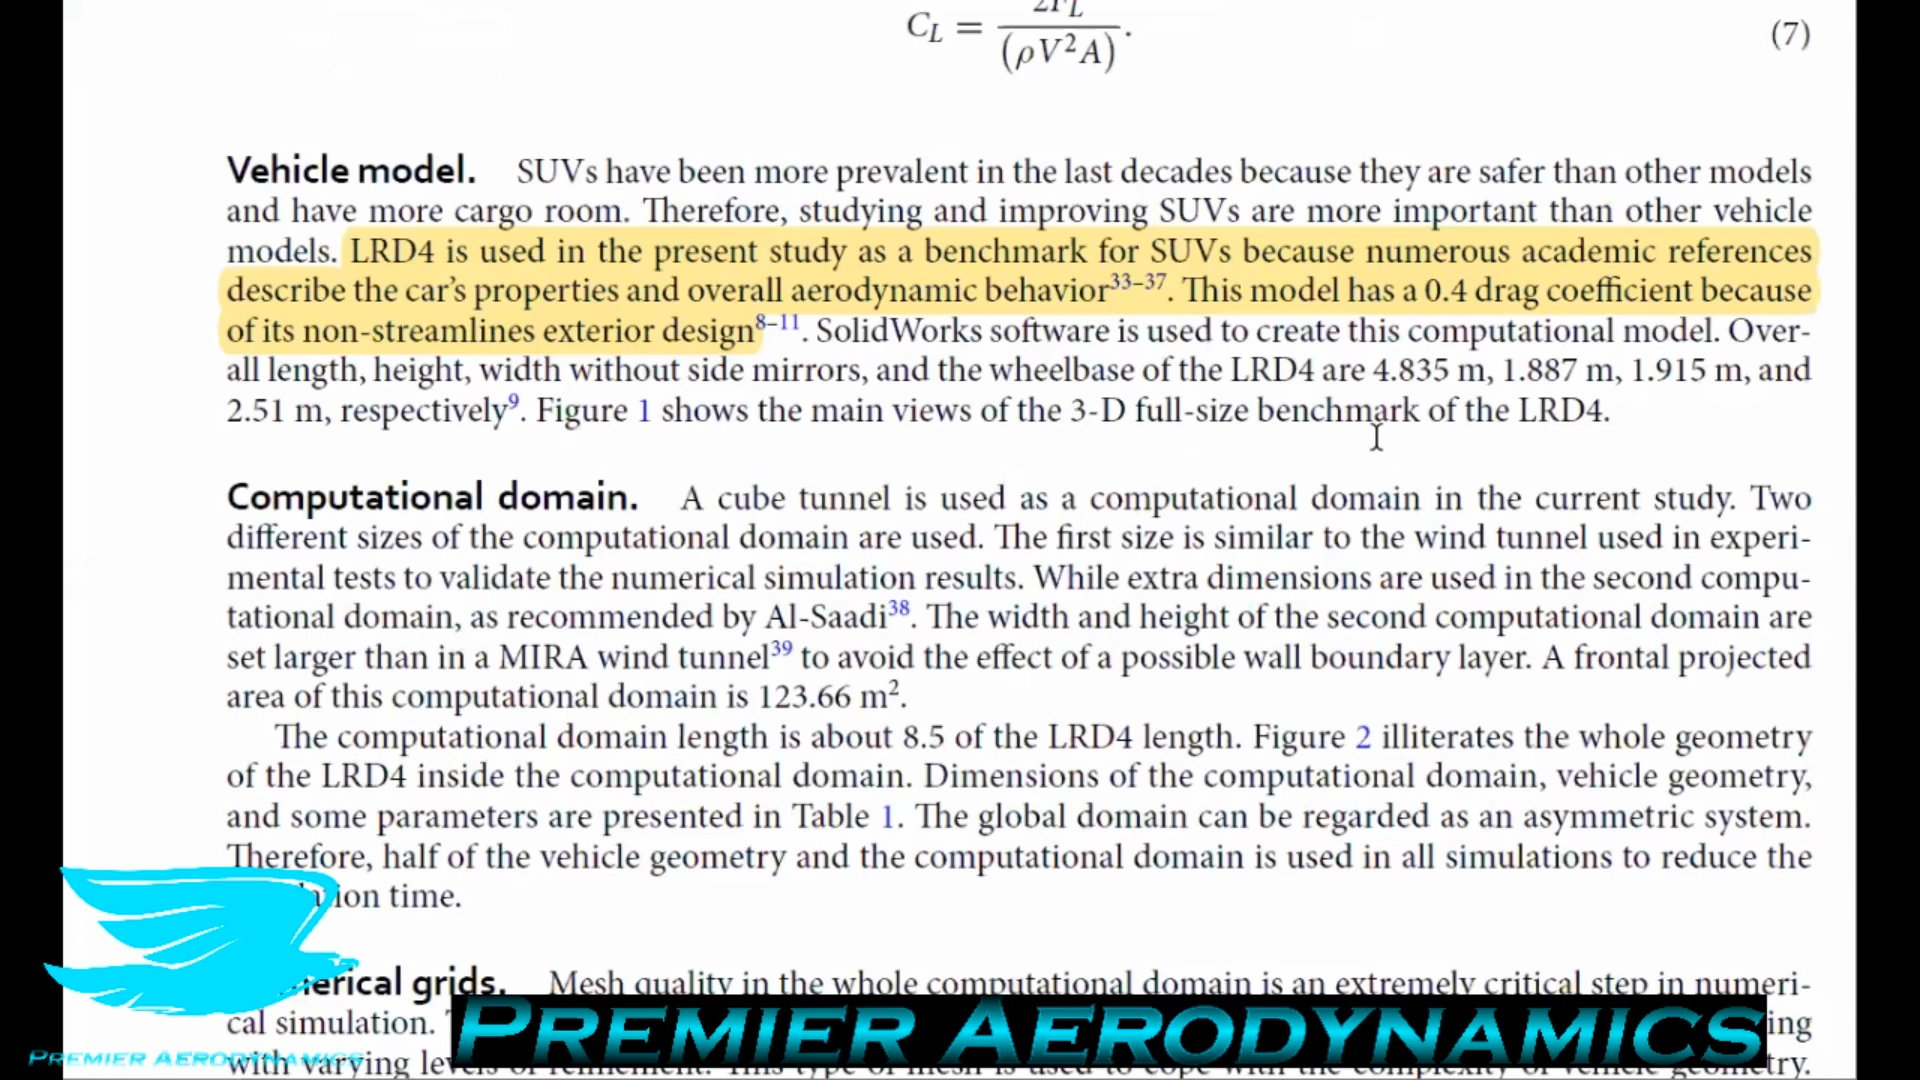 C_L = 2F_L / (ρV²A). (7)
Vehicle model. SUVs have been more prevalent in the last decades because they are safer than other models
and have more cargo room. Therefore, studying and improving SUVs are more important than other vehicle
models. LRD4 is used in the present study as a benchmark for SUVs because numerous academic references
describe the car's properties and overall aerodynamic behavior³³⁻³⁷. This model has a 0.4 drag coefficient because
of its non-streamlines exterior design⁸⁻¹¹. SolidWorks software is used to create this computational model. Over-
all length, height, width without side mirrors, and the wheelbase of the LRD4 are 4.835 m, 1.887 m, 1.915 m, and
2.51 m, respectively⁹. Figure 1 shows the main views of the 3-D full-size benchmark of the LRD4.
Computational domain. A cube tunnel is used as a computational domain in the current study. Two
different sizes of the computational domain are used. The first size is similar to the wind tunnel used in experi-
mental tests to validate the numerical simulation results. While extra dimensions are used in the second compu-
tational domain, as recommended by Al-Saadi³⁸. The width and height of the second computational domain are
set larger than in a MIRA wind tunnel³⁹ to avoid the effect of a possible wall boundary layer. A frontal projected
area of this computational domain is 123.66 m².
The computational domain length is about 8.5 of the LRD4 length. Figure 2 illiterates the whole geometry
of the LRD4 inside the computational domain. Dimensions of the computational domain, vehicle geometry,
and some parameters are presented in Table 1. The global domain can be regarded as an asymmetric system.
Therefore, half of the vehicle geometry and the computational domain is used in all simulations to reduce the
ion time.
erical grids. Mesh quality in the whole computational domain is an extremely critical step in numeri-
cal simulation. ing
PREMIER AERODYNAMICS
PREMIER AERODYNAMICS
with varying